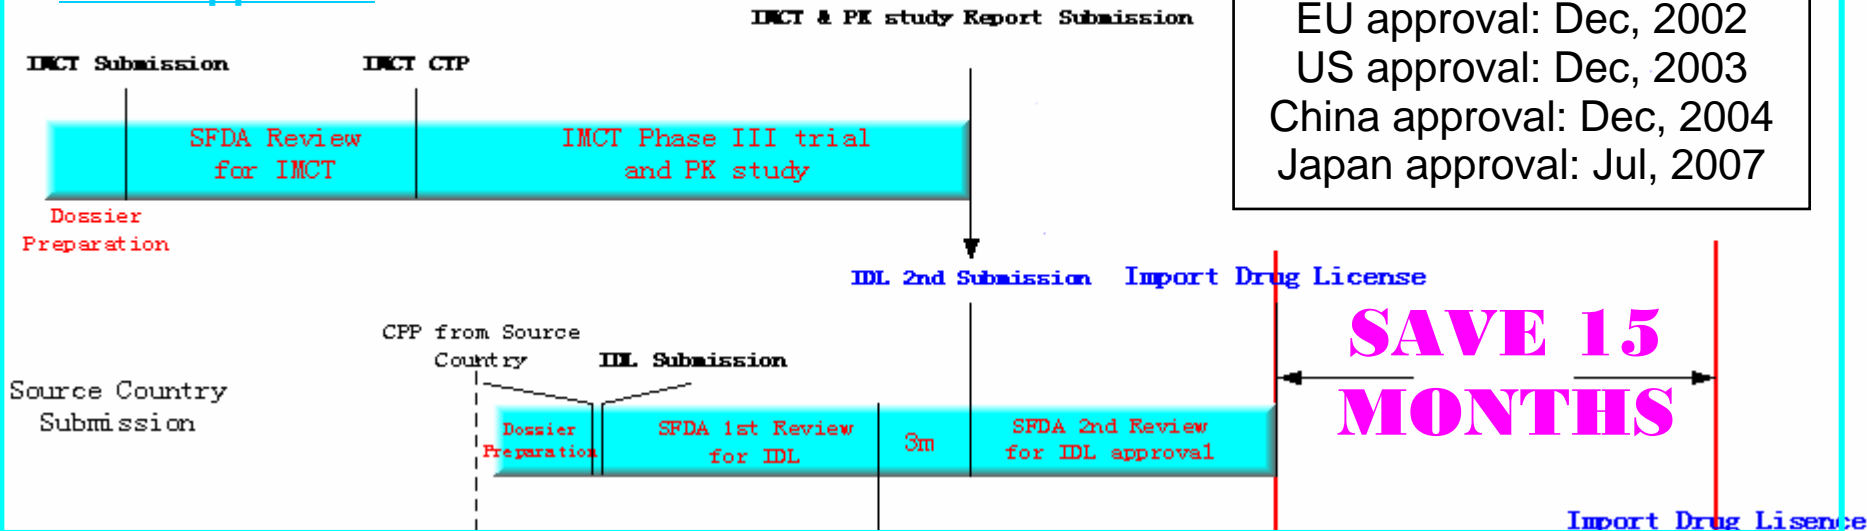 IMCT & PK study Report Submission
EU approval: Dec, 2002
US approval: Dec, 2003
China approval: Dec, 2004
Japan approval: Jul, 2007
IMCT Submission
IMCT CTP
SFDA Review
for IMCT
IMCT Phase III trial
and PK study
Dossier
Preparation
IDL 2nd Submission
Import Drug License
SAVE 15
MONTHS
CPP from Source
Country
IDL Submission
Source Country
Submission
Dossier
Preparation
SFDA 1st Review
for IDL
3m
SFDA 2nd Review
for IDL approval
Import Drug Lisence